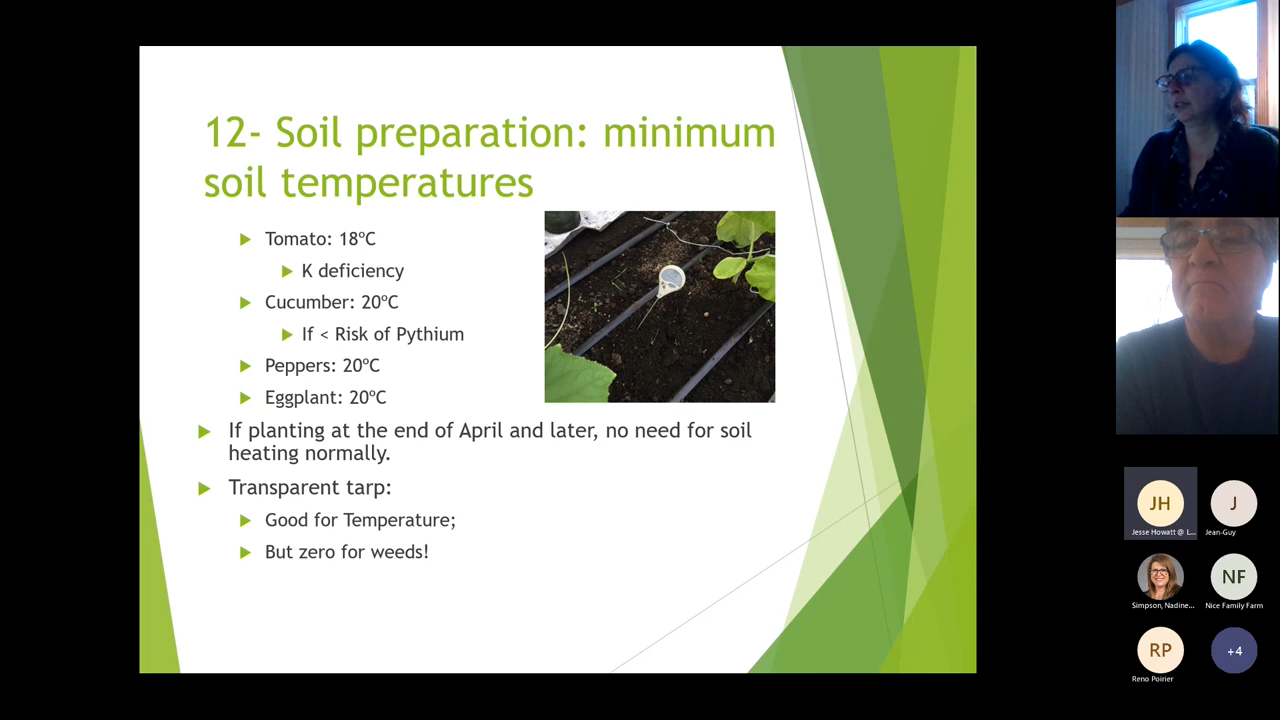 12- Soil preparation: minimum
soil temperatures
Tomato: 18ºC
K deficiency
Cucumber: 20ºC
If < Risk of Pythium
Peppers: 20ºC
Eggplant: 20ºC
If planting at the end of April and later, no need for soil
heating normally.
Transparent tarp:
Good for Temperature;
But zero for weeds!
JH
Jesse Howatt @ L...
J
Jean-Guy
Simpson, Nadine...
NF
Nice Family Farm
RP
Reno Poirier
+4